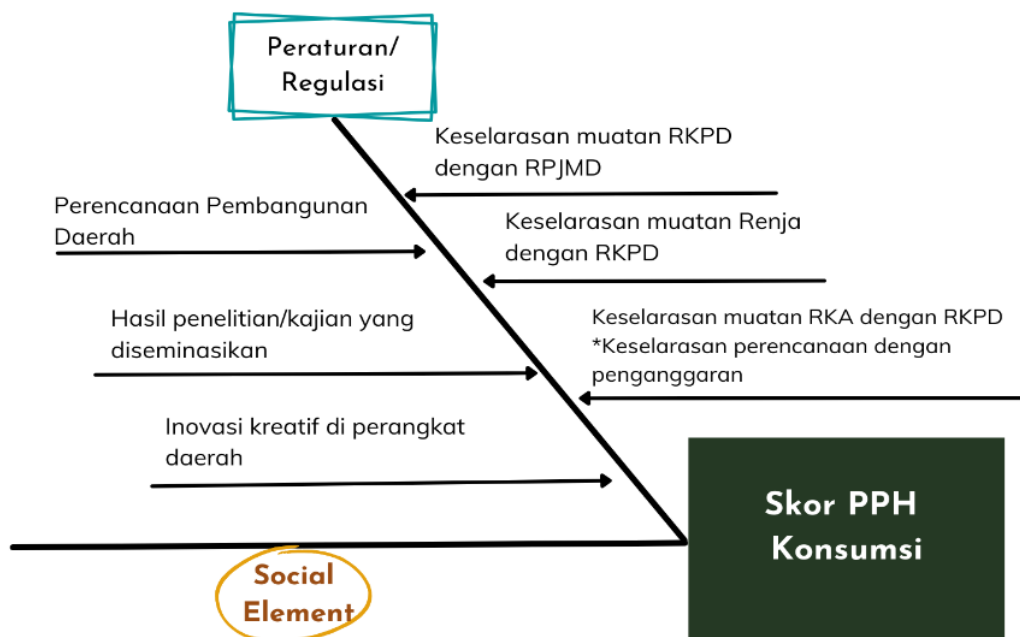 Peraturan/
Regulasi
Keselarasan muatan RKPD
dengan RPJMD
Perencanaan Pembangunan
Daerah
Keselarasan muatan Renja
dengan RKPD
Hasil penelitian/kajian yang
diseminasikan
Keselarasan muatan RKA dengan RKPD
*Keselarasan perencanaan dengan
penganggaran
Inovasi kreatif di perangkat
daerah
Skor PPH
Konsumsi
Social
Element